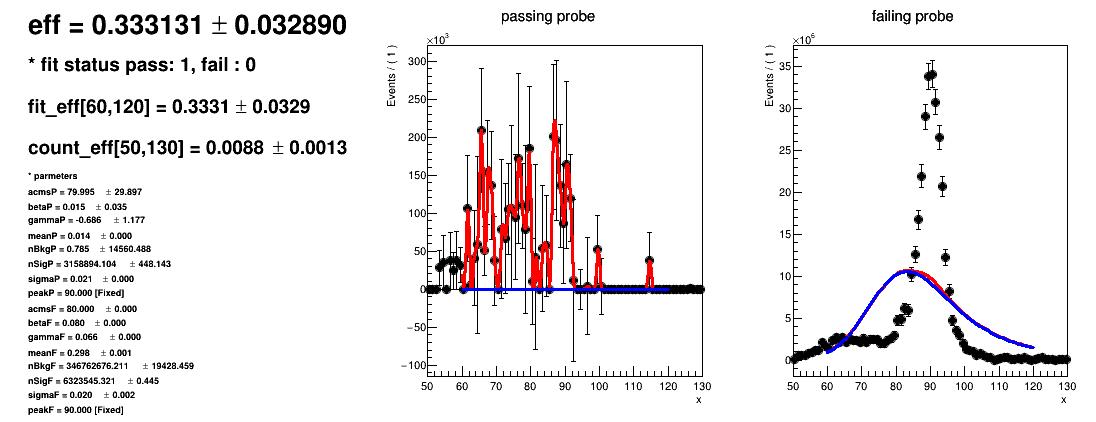 eff = 0.333131 ± 0.032890
* fit status pass: 1, fail : 0
fit_eff[60,120] = 0.3331 ± 0.0329
count_eff[50,130] = 0.0088 ± 0.0013
* parmeters
acmsP = 79.995 ± 29.897
betaP = 0.015 ± 0.035
gammaP = -0.686 ± 1.177
meanP = 0.014 ± 0.000
nBkgP = 0.785 ± 14560.488
nSigP = 3158894.104 ± 448.143
sigmaP = 0.021 ± 0.000
peakP = 90.000 [Fixed]
acmsF = 80.000 ± 0.000
betaF = 0.080 ± 0.000
gammaF = 0.066 ± 0.000
meanF = 0.298 ± 0.001
nBkgF = 346762676.211 ± 19428.459
nSigF = 6323545.321 ± 0.445
sigmaF = 0.020 ± 0.002
peakF = 90.000 [Fixed]
passing probe
×10³
Events / ( 1 )
300
250
200
150
100
50
0
−50
−100
50 60 70 80 90 100 110 120 130
x
failing probe
×10⁶
Events / ( 1 )
35
30
25
20
15
10
5
0
50 60 70 80 90 100 110 120 130
x